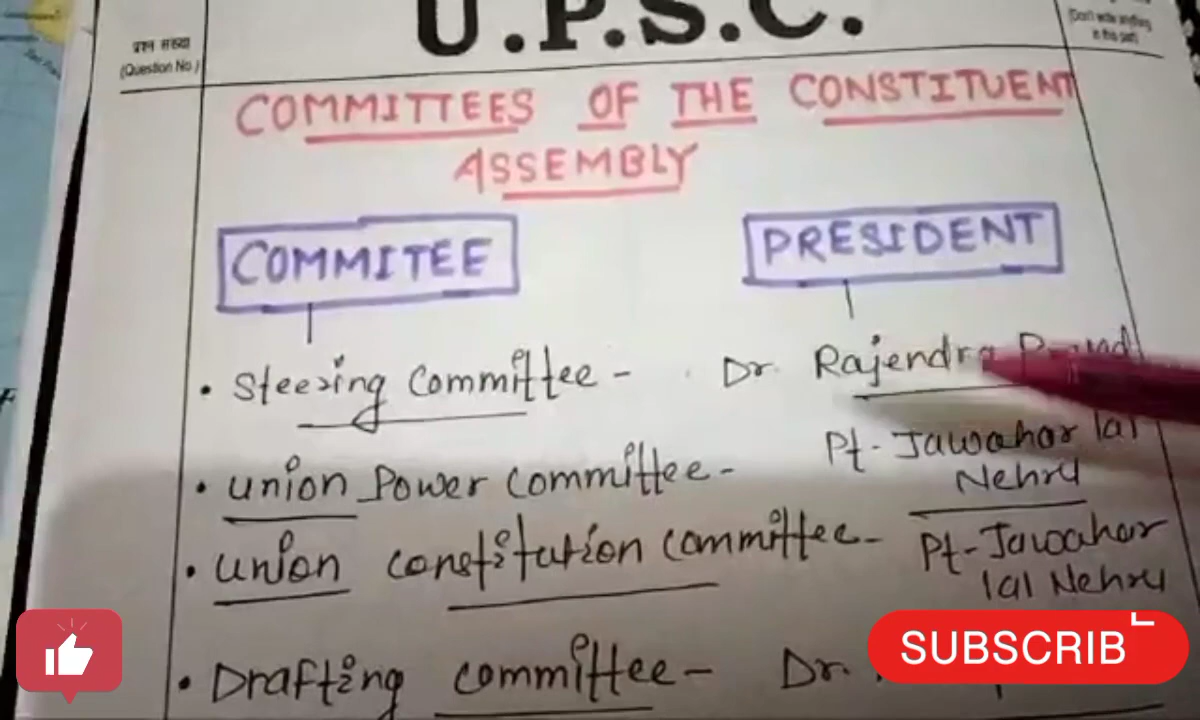 U.P.S.C.
प्रश्न संख्या
(Question No.)
(Don't write anything
in this part)
COMMITTEES OF THE CONSTITUENT
ASSEMBLY
COMMITEE PRESIDENT
• Steering Committee - Dr. Rajendra
• Union Power Committee - Pt- Jawahar lal
Nehru
• Union constitution committee - Pt- Jawahar
lal Nehru
• Drafting committee - Dr.
SUBSCRIB